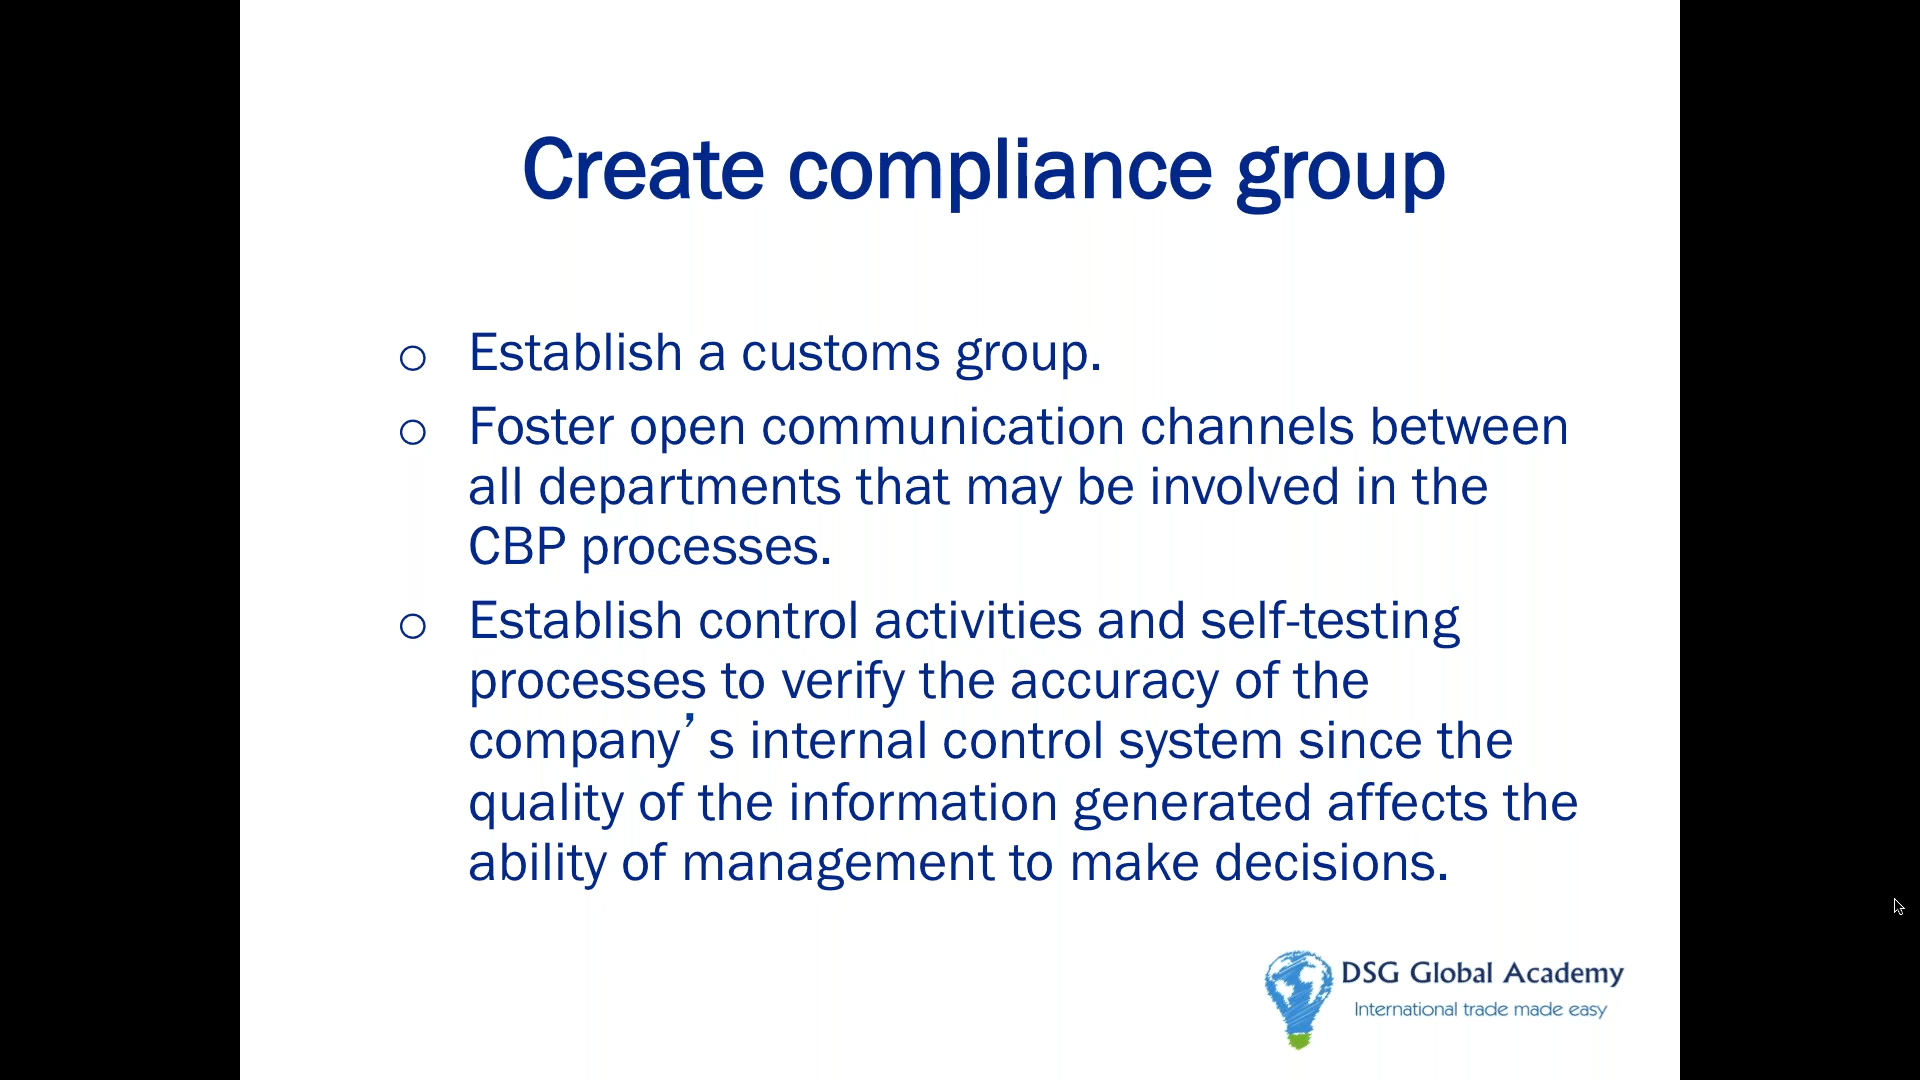 Create compliance group
o Establish a customs group.
o Foster open communication channels between
all departments that may be involved in the
CBP processes.
o Establish control activities and self-testing
processes to verify the accuracy of the
company’s internal control system since the
quality of the information generated affects the
ability of management to make decisions.
DSG Global Academy
International trade made easy